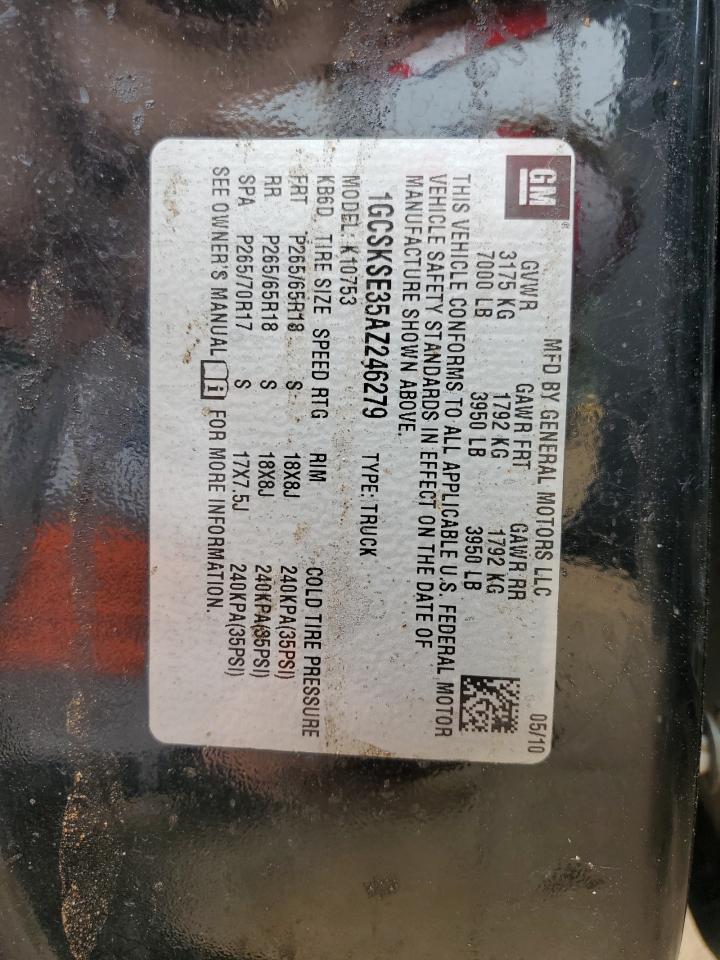 GM®
MFD BY GENERAL MOTORS LLC 05/10
GVWR GAWR FRT GAWR RR
3175 KG 1792 KG 1792 KG
7000 LB 3950 LB 3950 LB
THIS VEHICLE CONFORMS TO ALL APPLICABLE U.S. FEDERAL MOTOR
VEHICLE SAFETY STANDARDS IN EFFECT ON THE DATE OF
MANUFACTURE SHOWN ABOVE.
1GCSKSE35AZ246279 TYPE: TRUCK
MODEL: K10753
KB6D TIRE SIZE SPEED RTG RIM COLD TIRE PRESSURE
FRT P265/65R18 S 18X8J 240KPA(35PSI)
RR P265/65R18 S 18X8J 240KPA(35PSI)
SPA P265/70R17 S 17X7.5J 240KPA(35PSI)
SEE OWNER'S MANUAL i FOR MORE INFORMATION.